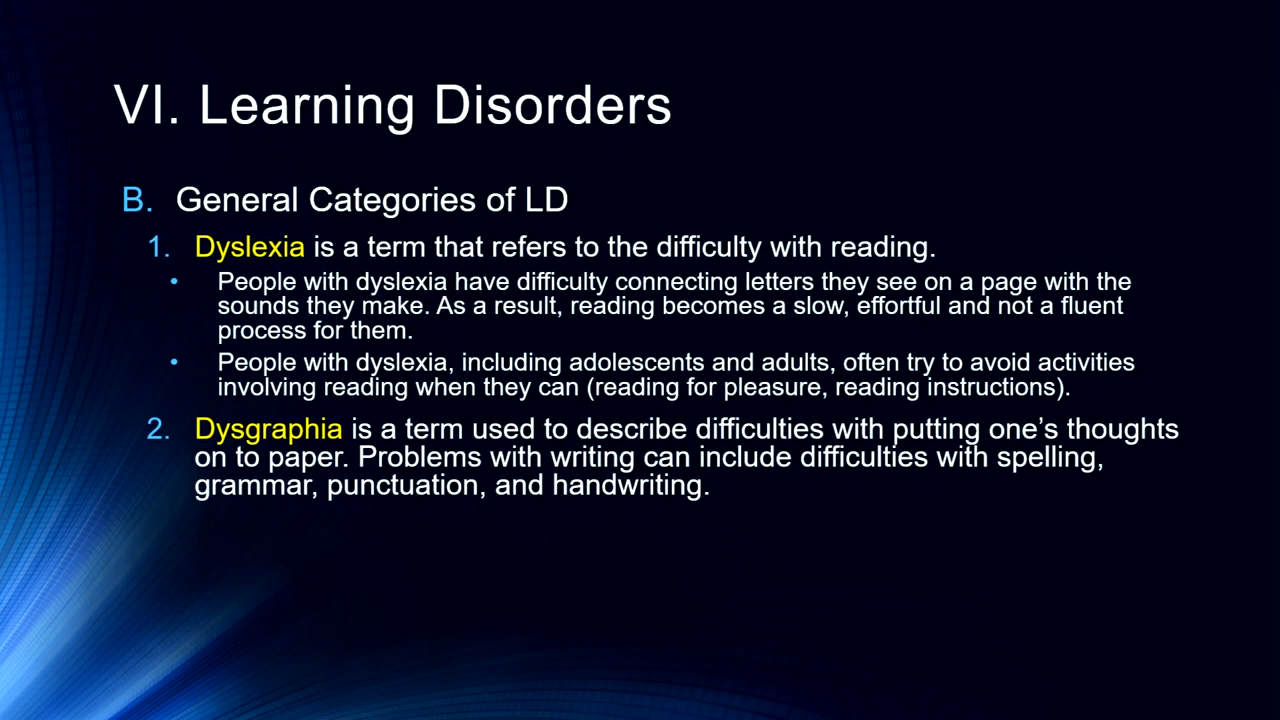 VI. Learning Disorders
B. General Categories of LD
1. Dyslexia is a term that refers to the difficulty with reading.
• People with dyslexia have difficulty connecting letters they see on a page with the
sounds they make. As a result, reading becomes a slow, effortful and not a fluent
process for them.
• People with dyslexia, including adolescents and adults, often try to avoid activities
involving reading when they can (reading for pleasure, reading instructions).
2. Dysgraphia is a term used to describe difficulties with putting one’s thoughts
on to paper. Problems with writing can include difficulties with spelling,
grammar, punctuation, and handwriting.